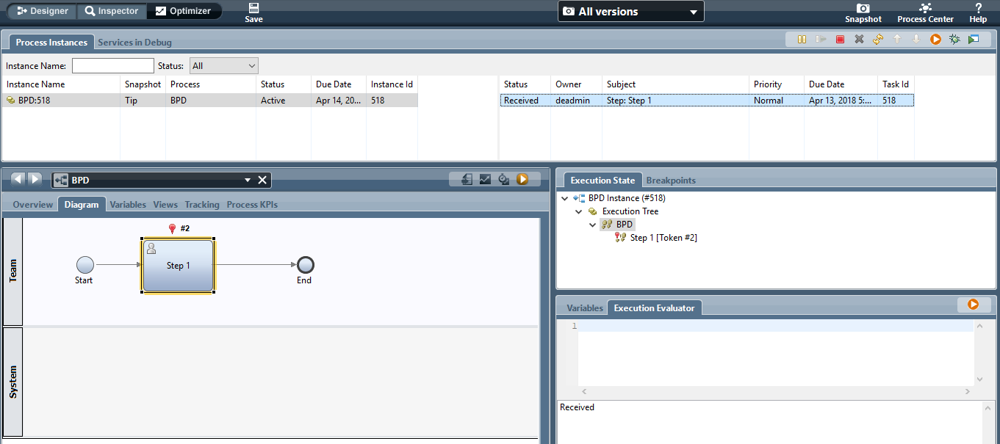 Designer Inspector Optimizer Save All versions Snapshot Process Center ? Help
Process Instances Services in Debug
Instance Name: Status: All
Instance Name Snapshot Process Status Due Date Instance Id Status Owner Subject Priority Due Date Task Id
BPD:518 Tip BPD Active Apr 14, 20... 518 Received deadmin Step: Step 1 Normal Apr 13, 2018 5:... 518
BPD
Overview Diagram Variables Views Tracking Process KPIs
Team
#2
Step 1
Start
End
System
Execution State Breakpoints
BPD Instance (#518)
Execution Tree
BPD
Step 1 [Token #2]
Variables Execution Evaluator
1
Received